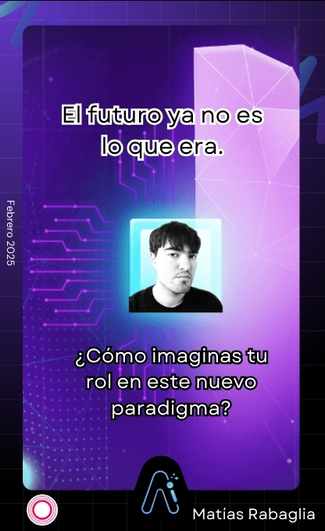 El futuro ya no es
lo que era.
Febrero 2025
¿Cómo imaginas tu
rol en este nuevo
paradigma?
Matías Rabaglia